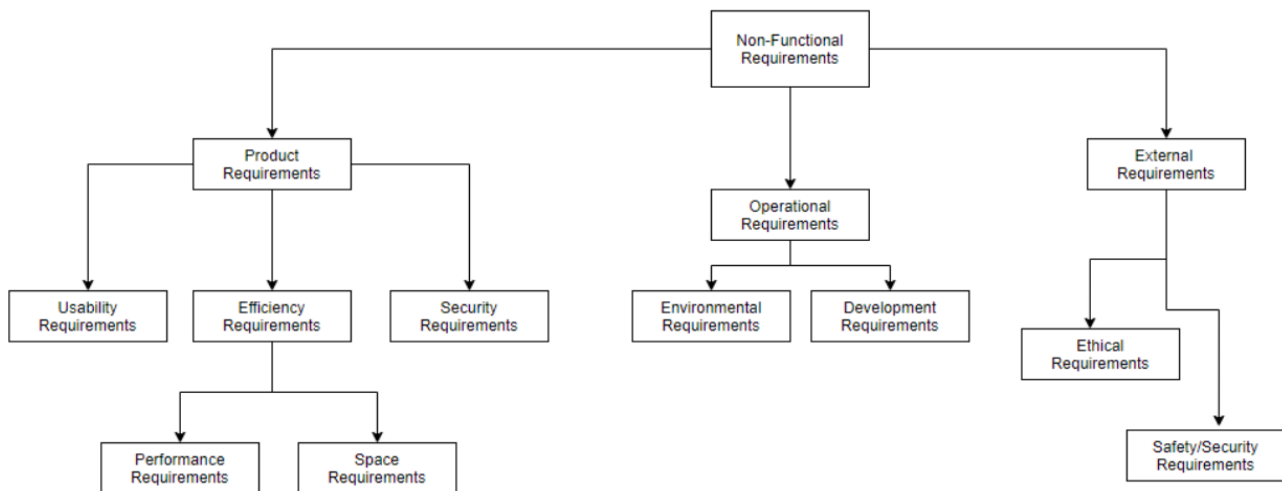 Non-Functional
Requirements
Product
Requirements
External
Requirements
Operational
Requirements
Usability
Requirements
Efficiency
Requirements
Security
Requirements
Environmental
Requirements
Development
Requirements
Ethical
Requirements
Performance
Requirements
Space
Requirements
Safety/Security
Requirements